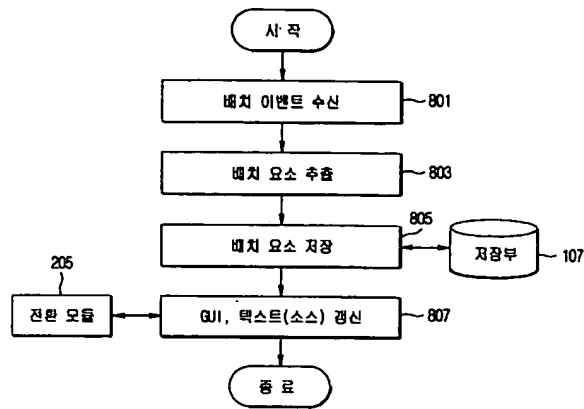 시 작
배치 이벤트 수신
801
배치 요소 추출
803
805
배치 요소 저장
저장부
107
205
전환 모듈
GUI, 텍스트(소스) 갱신
807
종 료